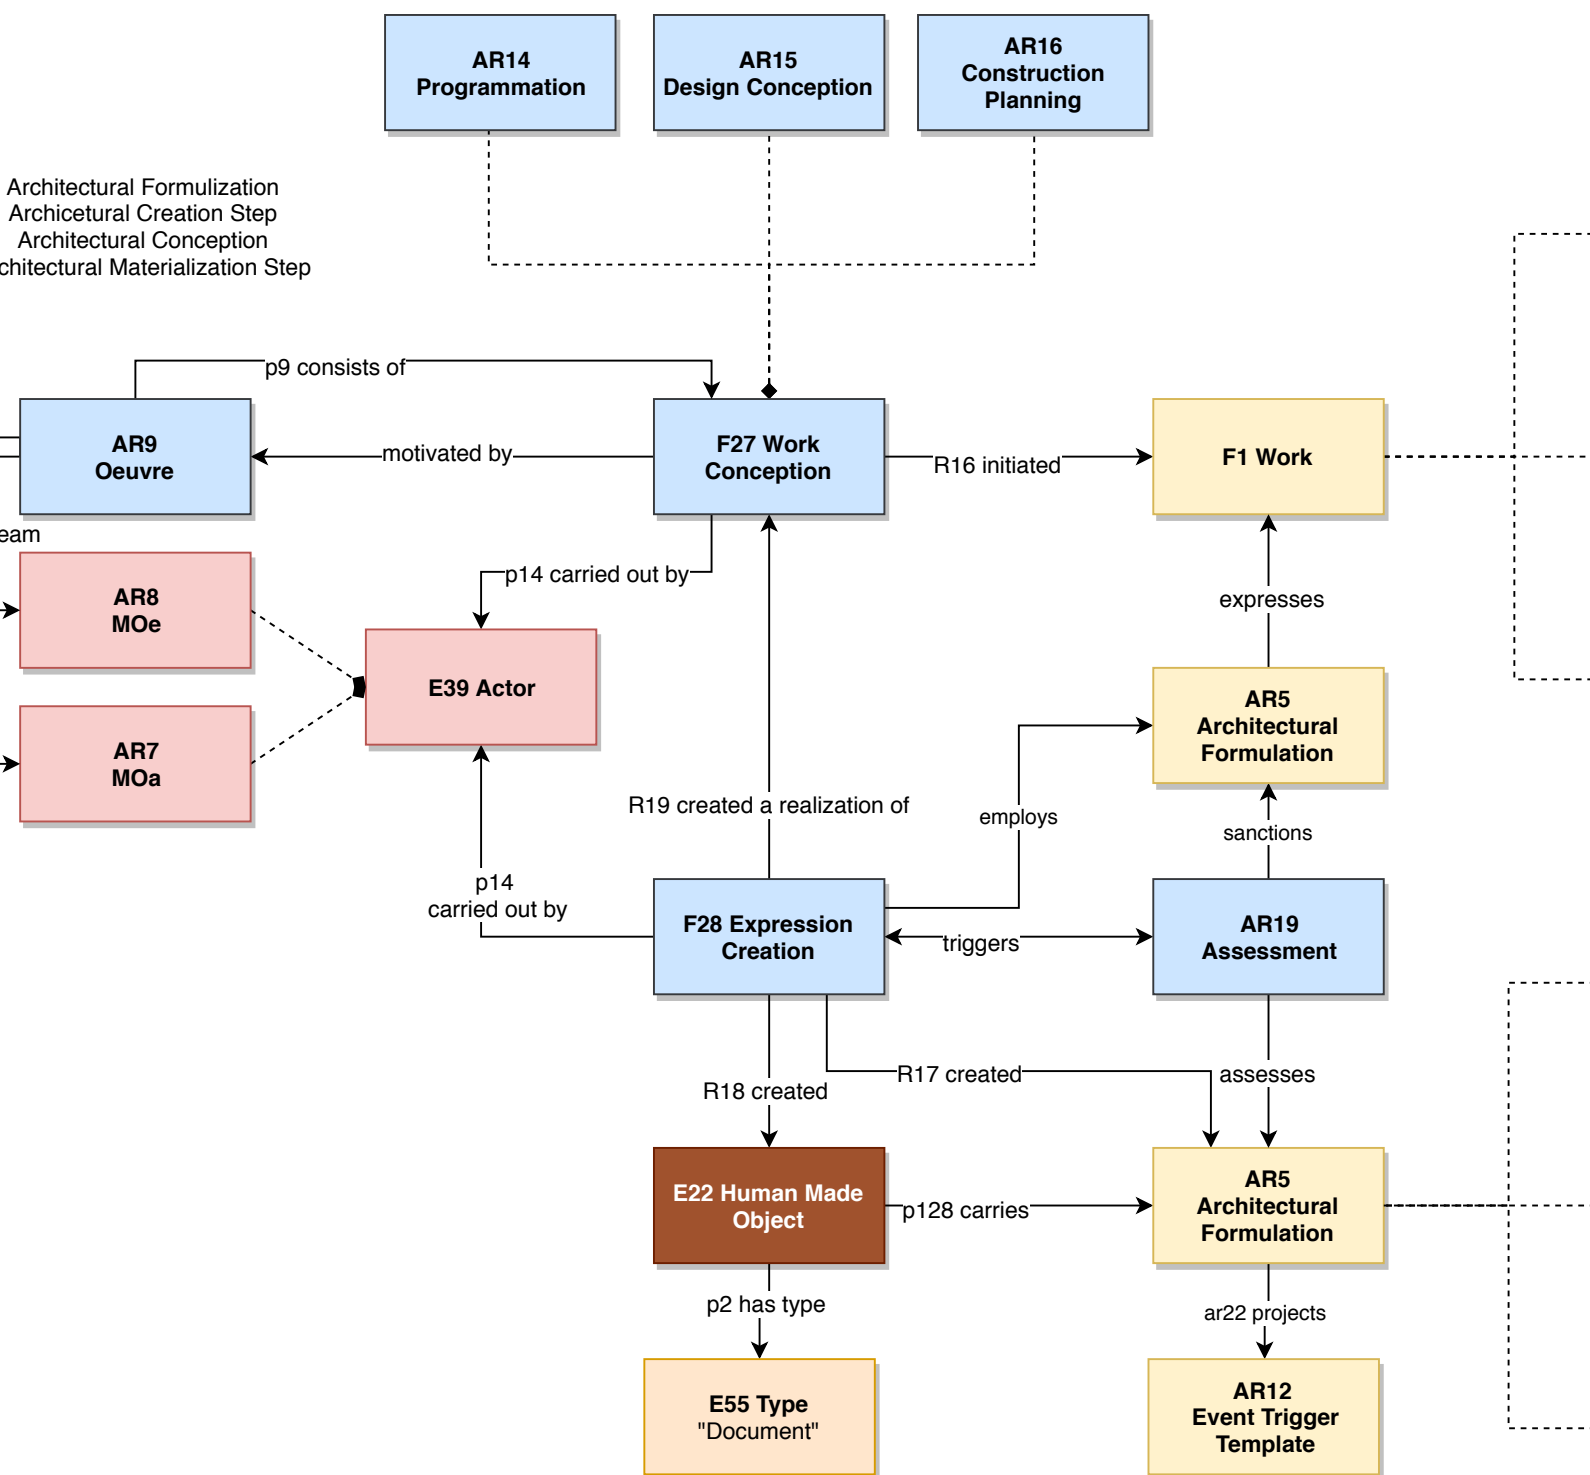 AR14
Programmation
AR15
Design Conception
AR16
Construction
Planning
Architectural Formulization
Archicetural Creation Step
Architectural Conception
chitectural Materialization Step
p9 consists of
AR9
Oeuvre
motivated by
F27 Work
Conception
R16 initiated
F1 Work
eam
AR8
MOe
p14 carried out by
expresses
E39 Actor
AR7
MOa
AR5
Architectural
Formulation
R19 created a realization of
employs
sanctions
p14
carried out by
F28 Expression
Creation
triggers
AR19
Assessment
R18 created
R17 created
assesses
E22 Human Made
Object
p128 carries
AR5
Architectural
Formulation
p2 has type
ar22 projects
E55 Type
"Document"
AR12
Event Trigger
Template